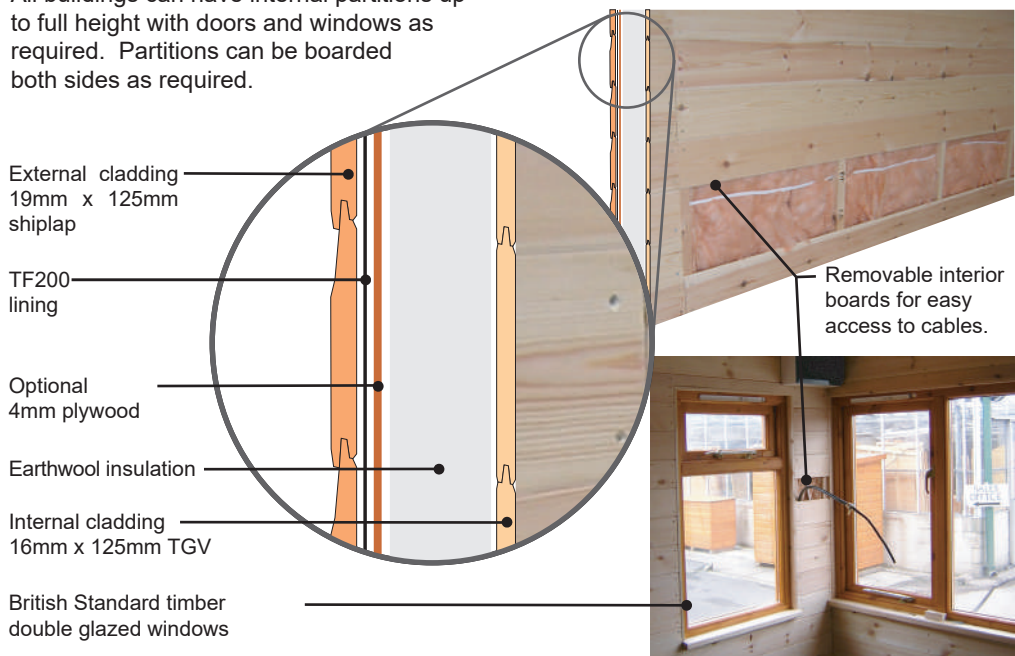 All buildings can have internal partitions up
to full height with doors and windows as
required. Partitions can be boarded
both sides as required.
External cladding
19mm x 125mm
shiplap
TF200
lining
Optional
4mm plywood
Earthwool insulation
Internal cladding
16mm x 125mm TGV
British Standard timber
double glazed windows
Removable interior
boards for easy
access to cables.
SALES
OFFICE